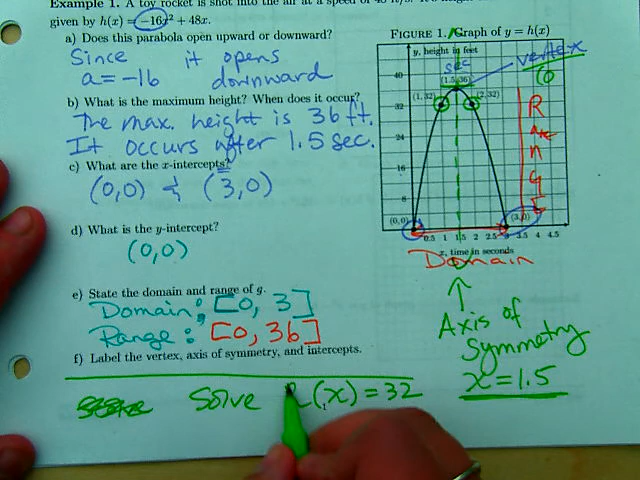 Example 1. A toy rocket is shot into the air at a speed of 48 ft/s.
given by h(x) = −16x² + 48x.
a) Does this parabola open upward or downward?
Since it opens
a = −16 downward
b) What is the maximum height? When does it occur?
The max. height is 36 ft.
It occurs after 1.5 sec.
c) What are the x-intercepts?
(0,0) & (3,0)
d) What is the y-intercept?
(0,0)
e) State the domain and range of g.
Domain: [0, 3]
Range: [0, 36]
f) Label the vertex, axis of symmetry, and intercepts.
Solve h(x) = 32
Figure 1. Graph of y = h(x)
y, height in feet
sec
vertex
(1.5, 36)
(1, 32)
(2, 32)
40
32
24
16
8
(0,0)
(3,0)
0.5 1 1.5 2 2.5 3 3.5 4 4.5
x, time in seconds
Range
Domain
Axis of
Symmetry
x = 1.5